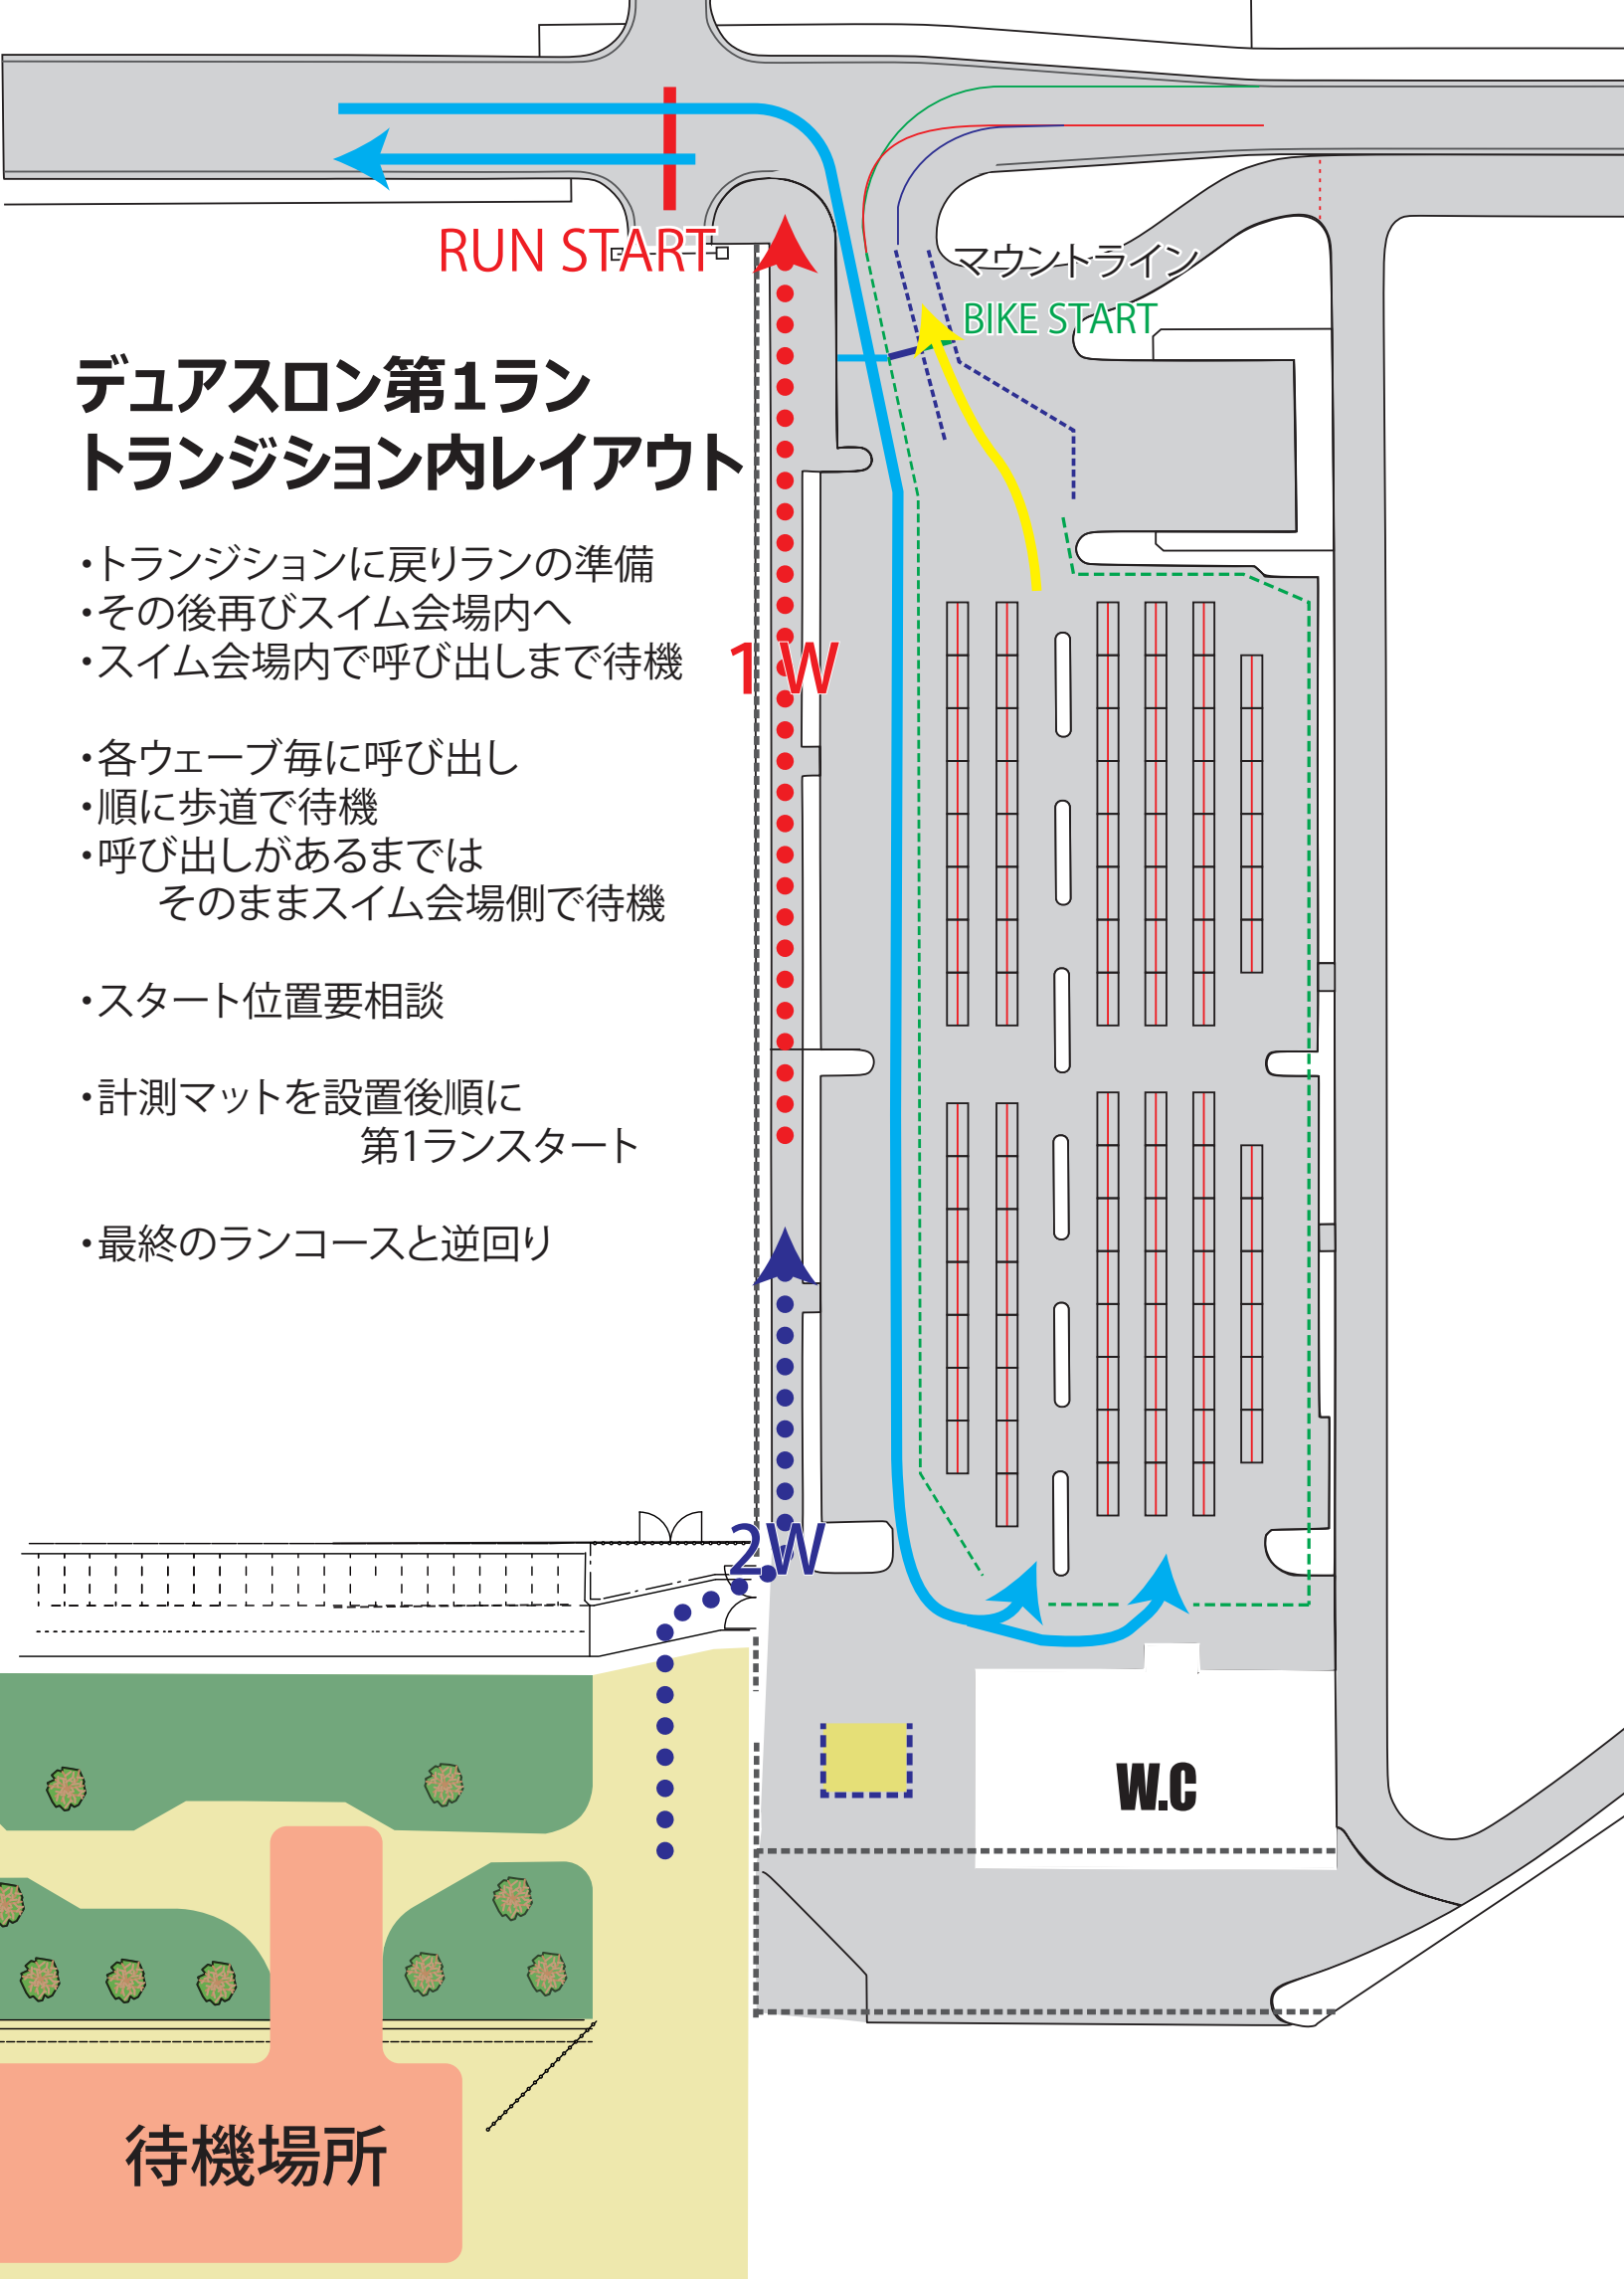 RUN START
マウントライン
BIKE START
デュアスロン第1ラン
トランジション内レイアウト
・トランジションに戻りランの準備
・その後再びスイム会場内へ
・スイム会場内で呼び出しまで待機
1W
・各ウェーブ毎に呼び出し
・順に歩道で待機
・呼び出しがあるまでは
そのままスイム会場側で待機
・スタート位置要相談
・計測マットを設置後順に
第1ランスタート
・最終のランコースと逆回り
2W
W.C
待機場所